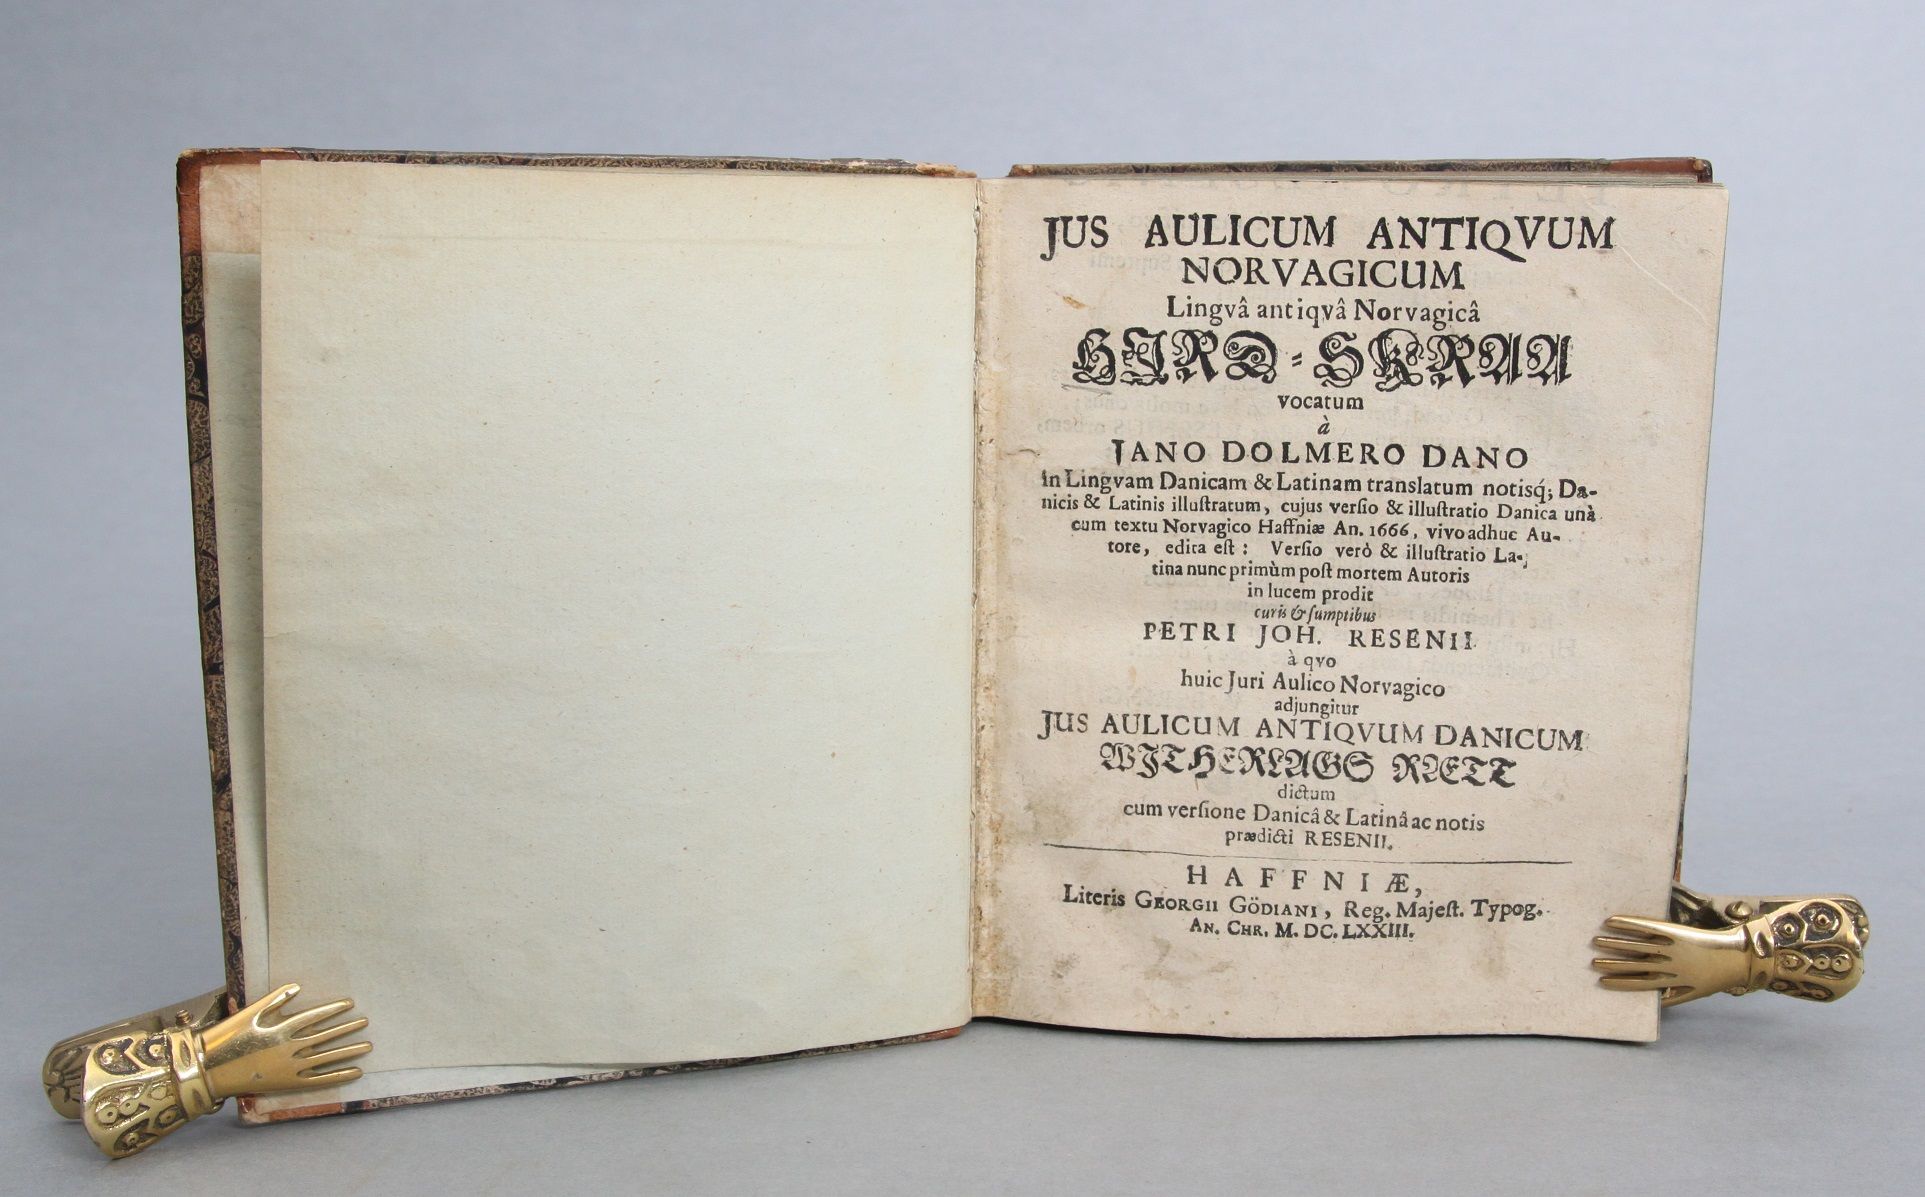 JUS AULICUM ANTIQVUM
NORVAGICUM
Lingvâ antiqvâ Norvagicâ
HIRD-SKRAA
vocatum
à
JANO DOLMERO DANO
in Lingvam Danicam & Latinam translatum notisq́; Da-
nicis & Latinis illuſtratum, cujus verſio & illuſtratio Danica unà
cum textu Norvagico Haffniæ An. 1666, vivo adhuc Au-
tore, edita eſt: Verſio verò & illuſtratio La-
tina nunc primùm poſt mortem Autoris
in lucem prodit
curis & ſumptibus
PETRI JOH. RESENII
à qvo
huic Juri Aulico Norvagico
adjungitur
JUS AULICUM ANTIQVUM DANICUM
WITHERLAGS RÆTT
dictum
cum verſione Danicâ & Latinâ ac notis
prædicti RESENII.
HAFFNIÆ,
Literis GEORGII GÖDIANI, Reg. Majeſt. Typog.
AN. CHR. M. DC. LXXIII.